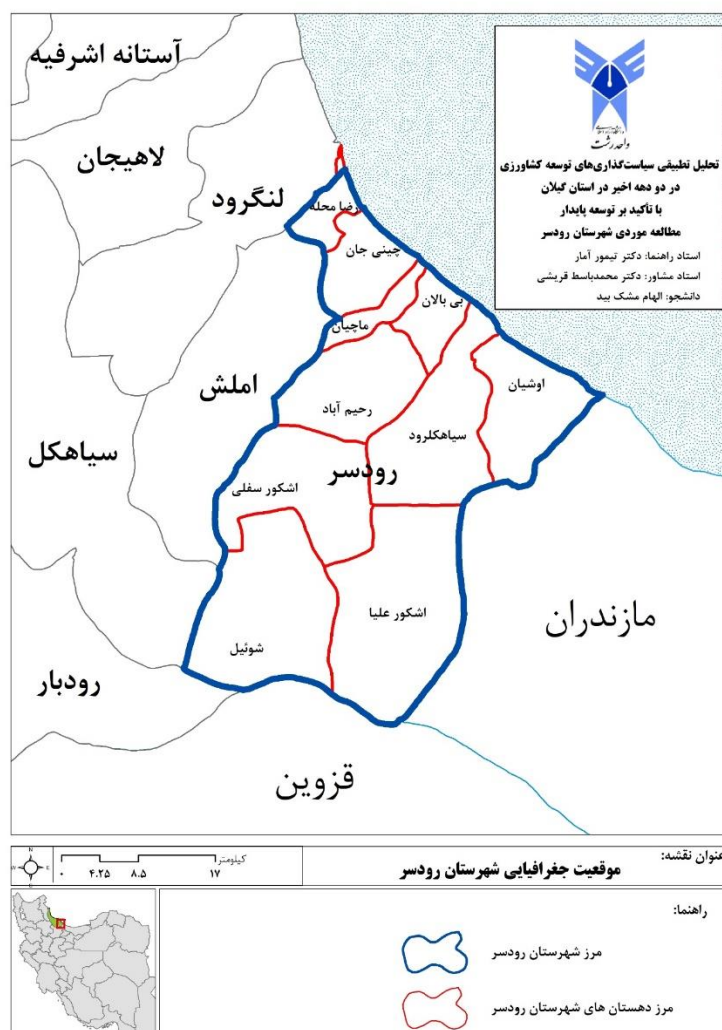 آستانه اشرفیه
لاهیجان
لنگرود
واحد رشت
تحلیل تطبیقی سیاست‌گذاری‌های توسعه کشاورزی
در دو دهه اخیر در استان گیلان
با تأکید بر توسعه پایدار
مطالعه موردی شهرستان رودسر
استاد راهنما: دکتر تیمور آمار
استاد مشاور: دکتر محمدباسط قریشی
دانشجو: الهام مشک بید
رضا محله
چینی جان
بی بالان
ماچیان
املش
اوشیان
رحیم آباد
سیاهکلرود
سیاهکل
رودسر
اشکور سفلی
اشکور علیا
مازندران
شوئیل
رودبار
قزوین
عنوان نقشه:
موقعیت جغرافیایی شهرستان رودسر
کیلومتر
۰ ۴.۲۵ ۸.۵ ۱۷
N
W E
S
راهنما:
مرز شهرستان رودسر
مرز دهستان های شهرستان رودسر